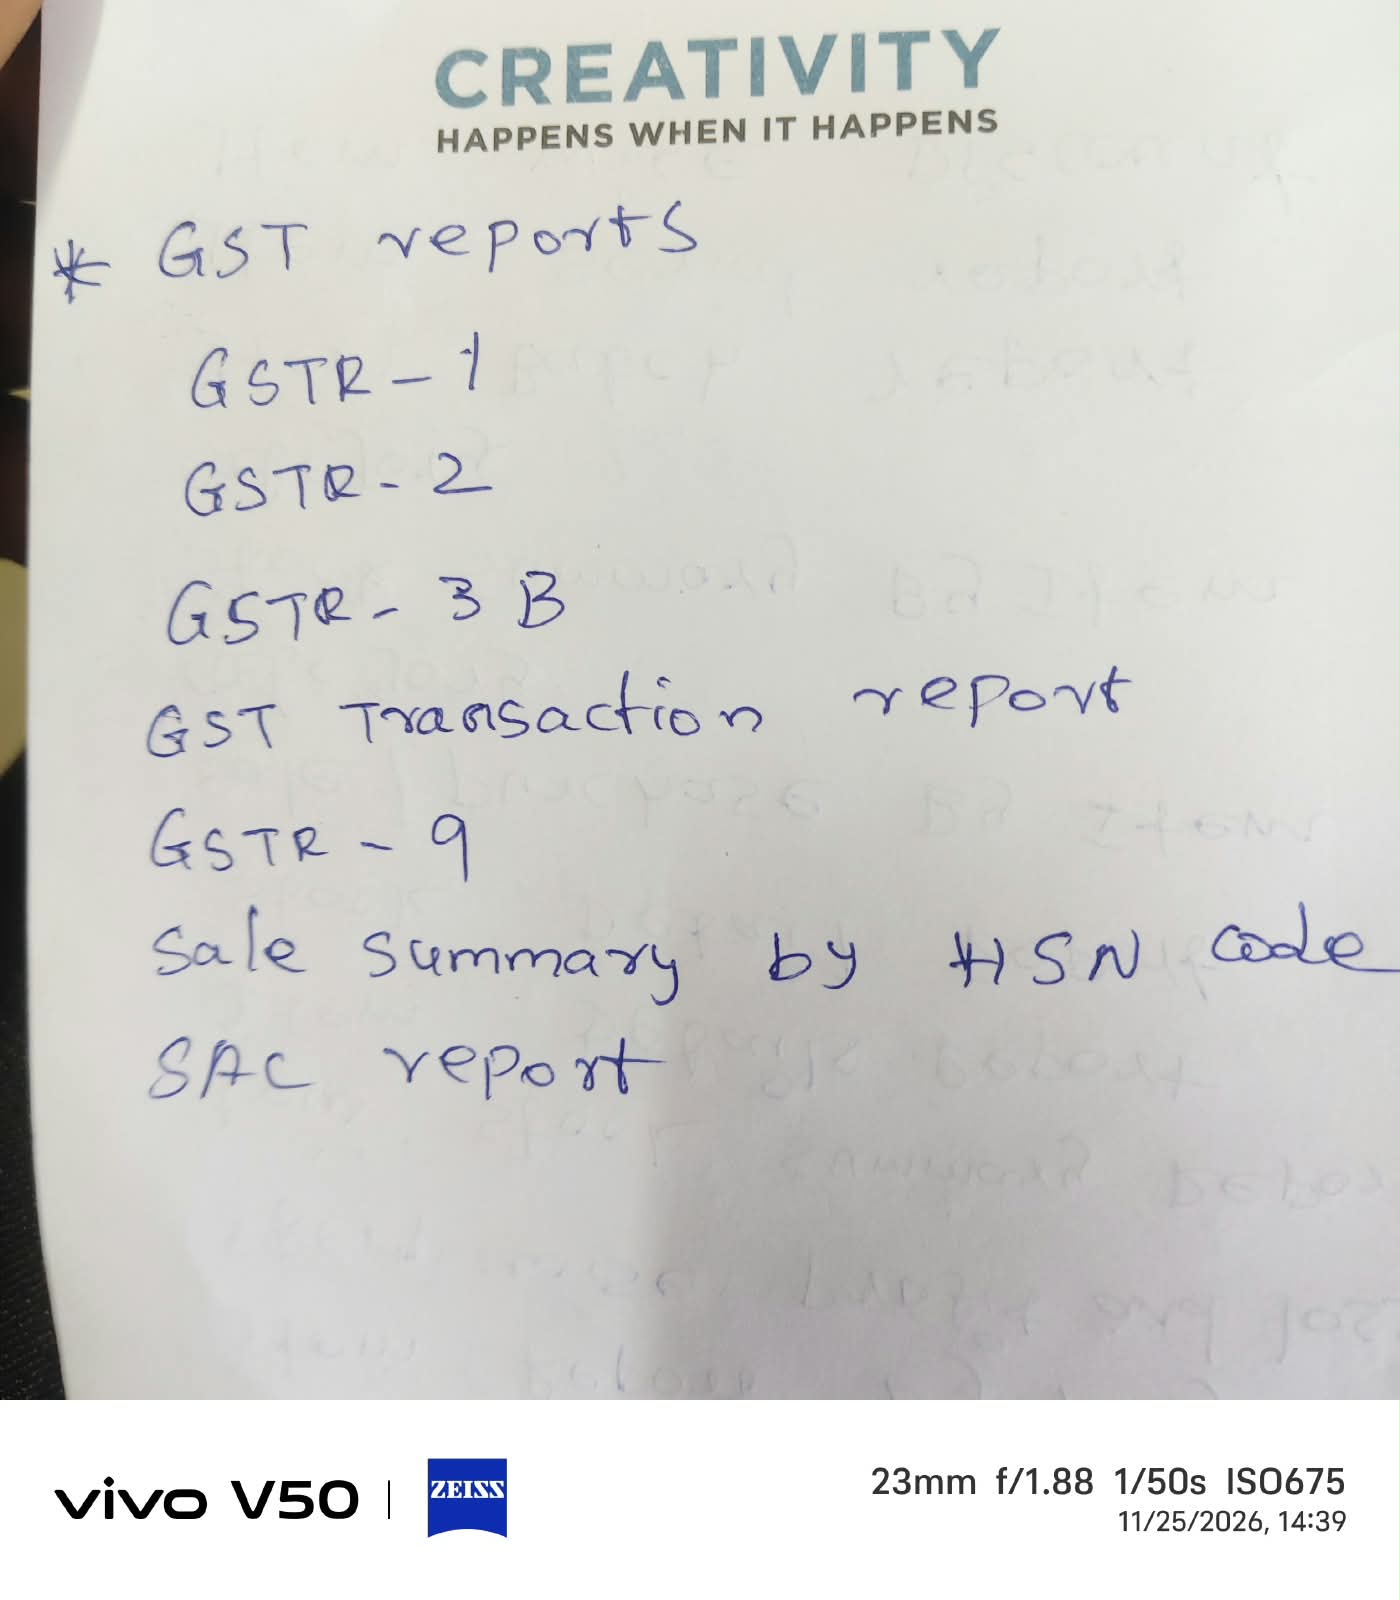 CREATIVITY
HAPPENS WHEN IT HAPPENS
* GST reports
GSTR - 1
GSTR - 2
GSTR - 3B
GST Transaction report
GSTR - 9
Sale summary by HSN code
SAC report
vivo V50 | ZEISS
23mm f/1.88 1/50s ISO675
11/25/2026, 14:39